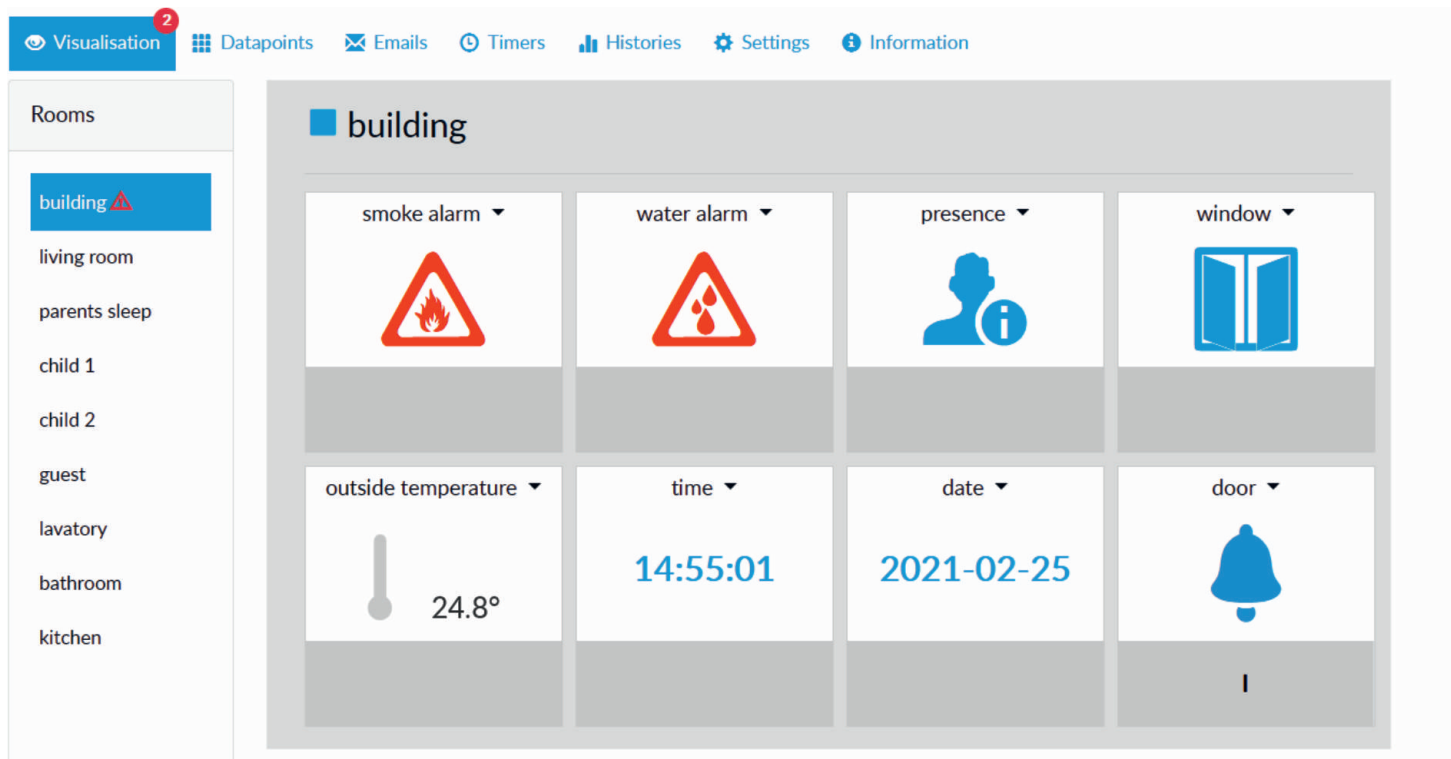 2
Visualisation Datapoints Emails Timers Histories Settings Information
Rooms
building
living room
parents sleep
child 1
child 2
guest
lavatory
bathroom
kitchen
building
smoke alarm water alarm presence window
outside temperature time date door
24.8° 14:55:01 2021-02-25
I